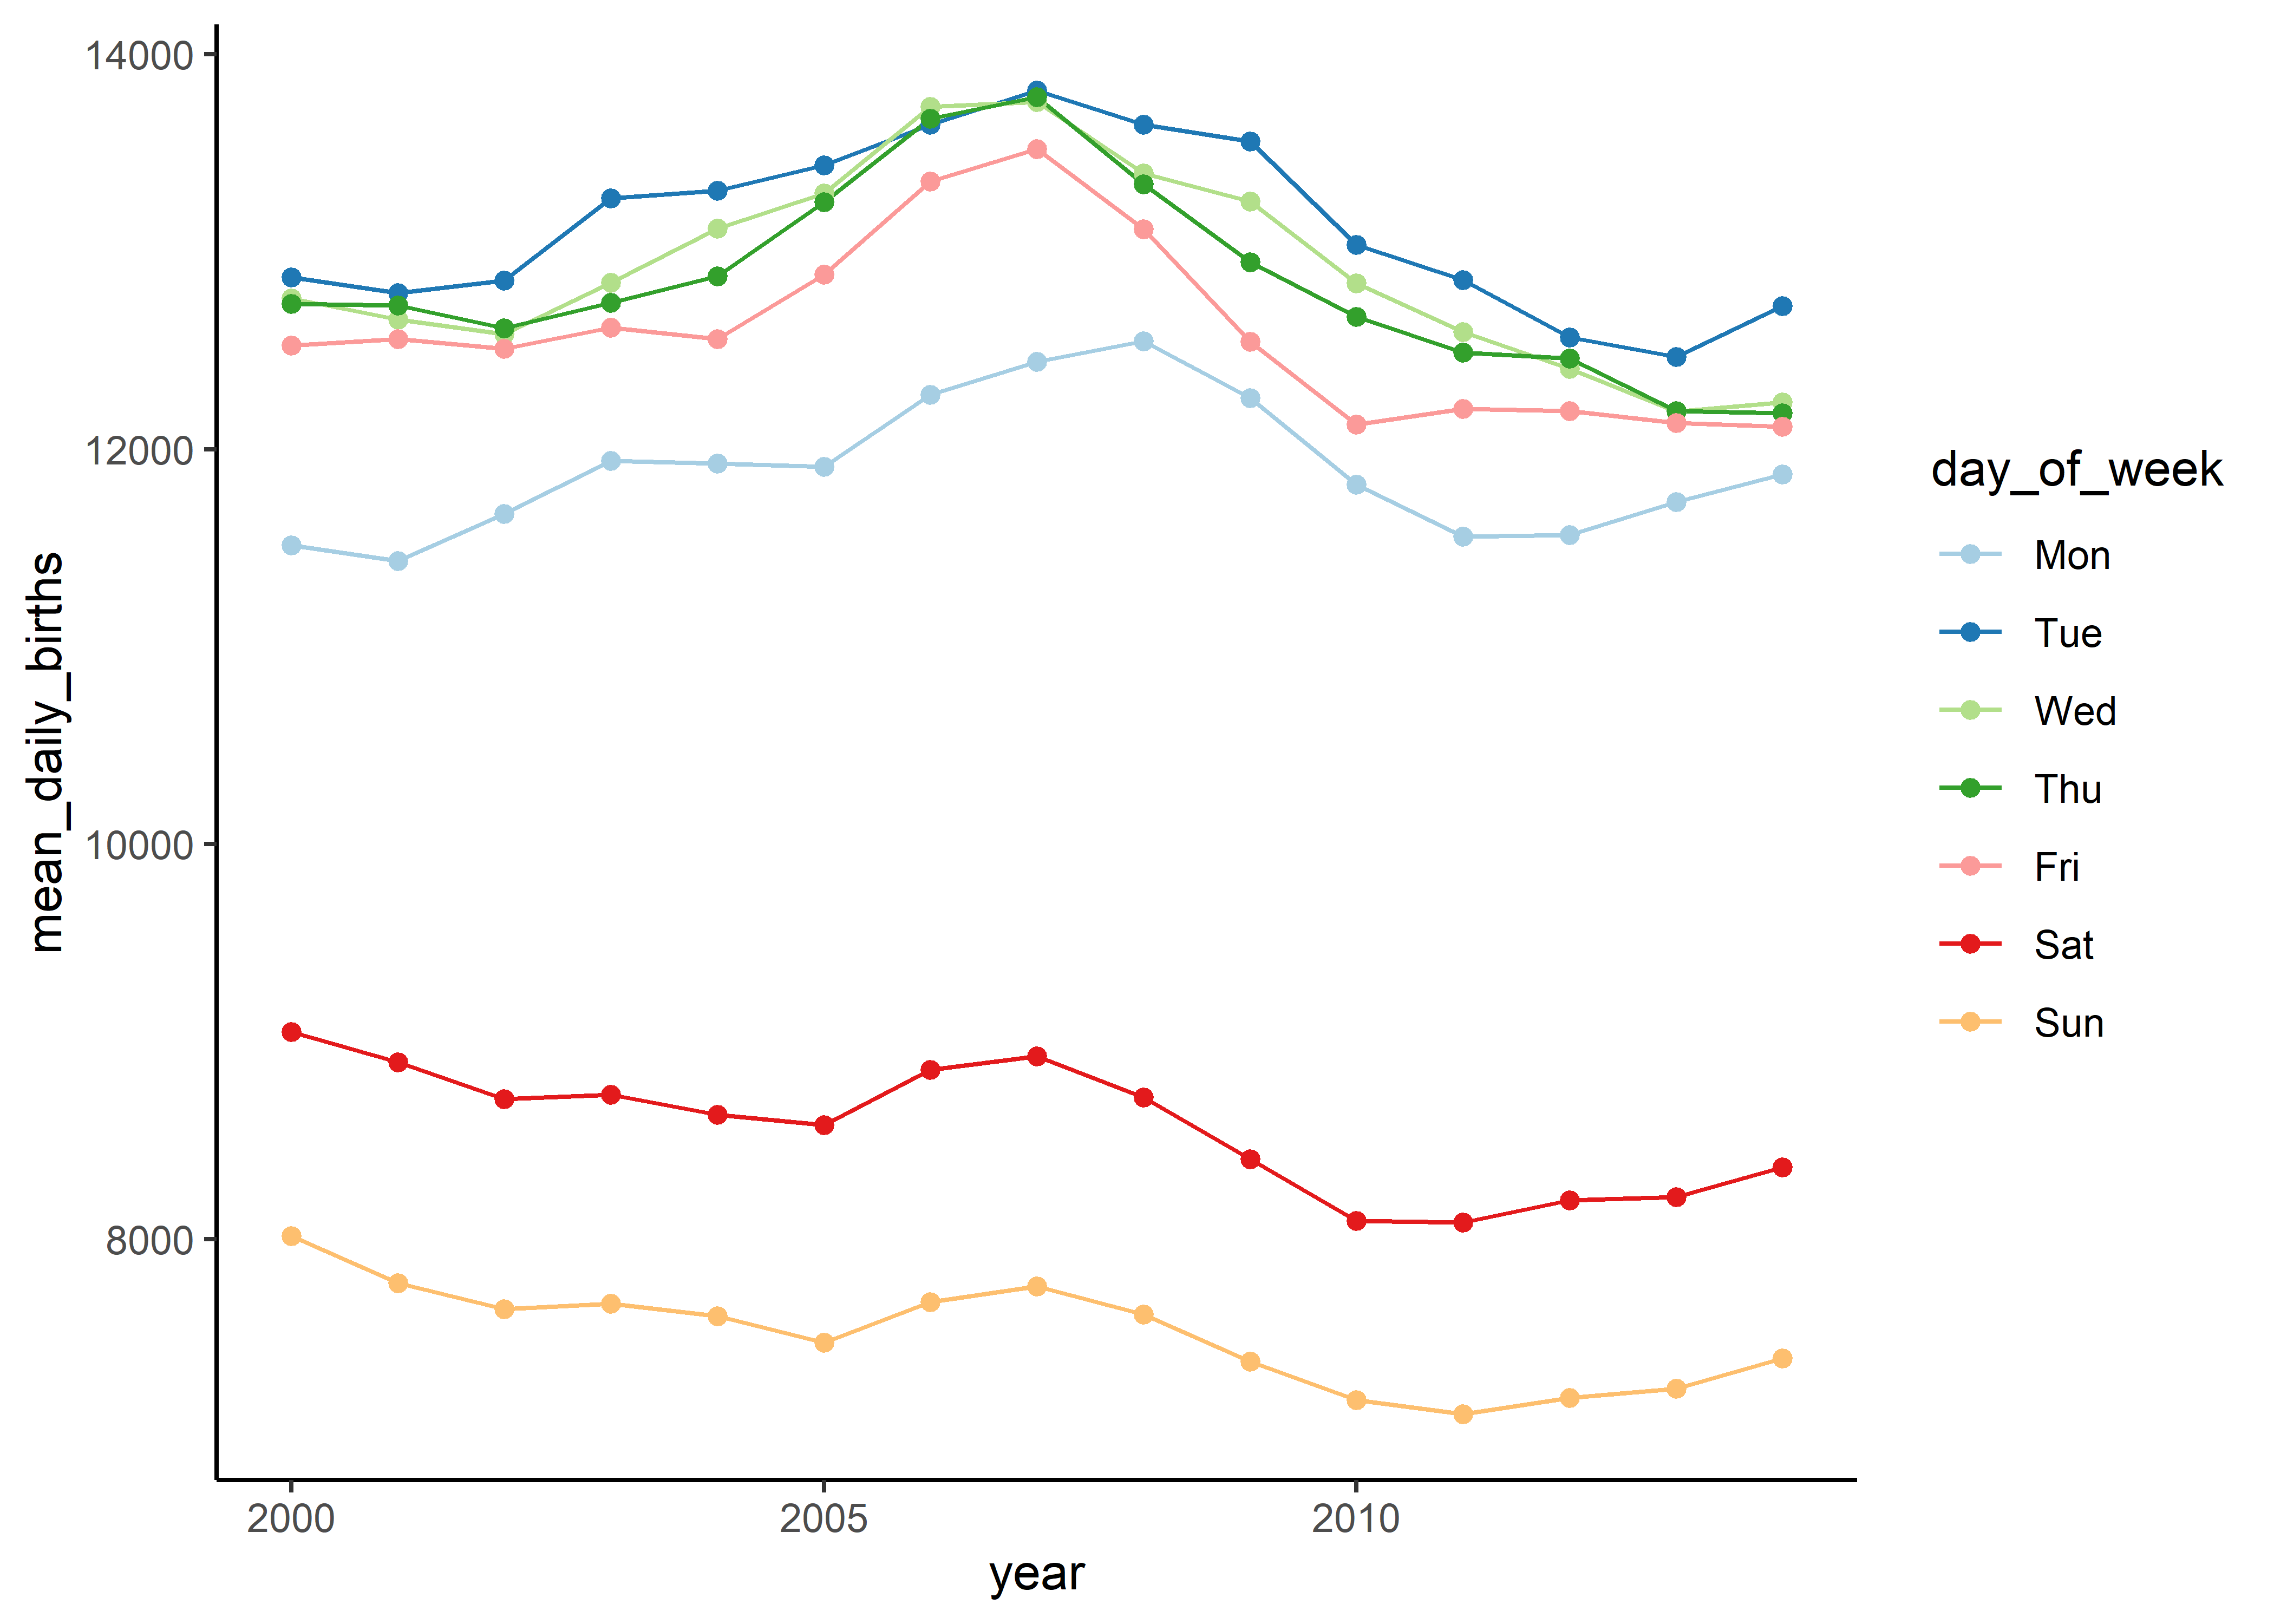 mean_daily_births
14000
12000
10000
8000
2000 2005 2010
year
day_of_week
Mon
Tue
Wed
Thu
Fri
Sat
Sun